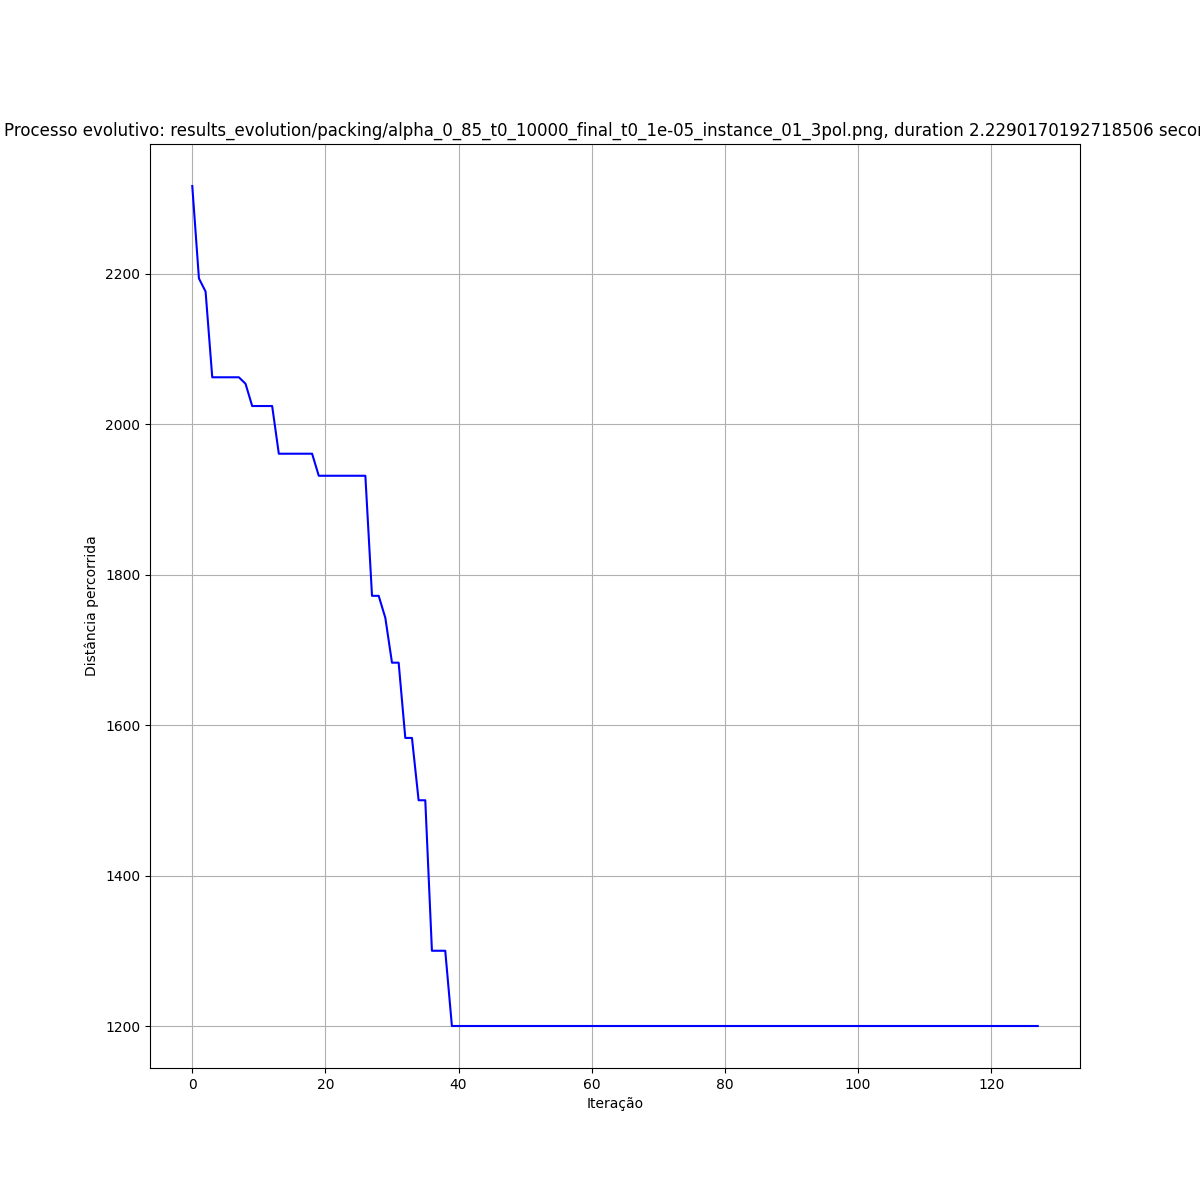 Processo evolutivo: results_evolution/packing/alpha_0_85_t0_10000_final_t0_1e-05_instance_01_3pol.png, duration 2.2290170192718506 secon
2200
2000
1800
1600
1400
1200
Distância percorrida
0 20 40 60 80 100 120
Iteração